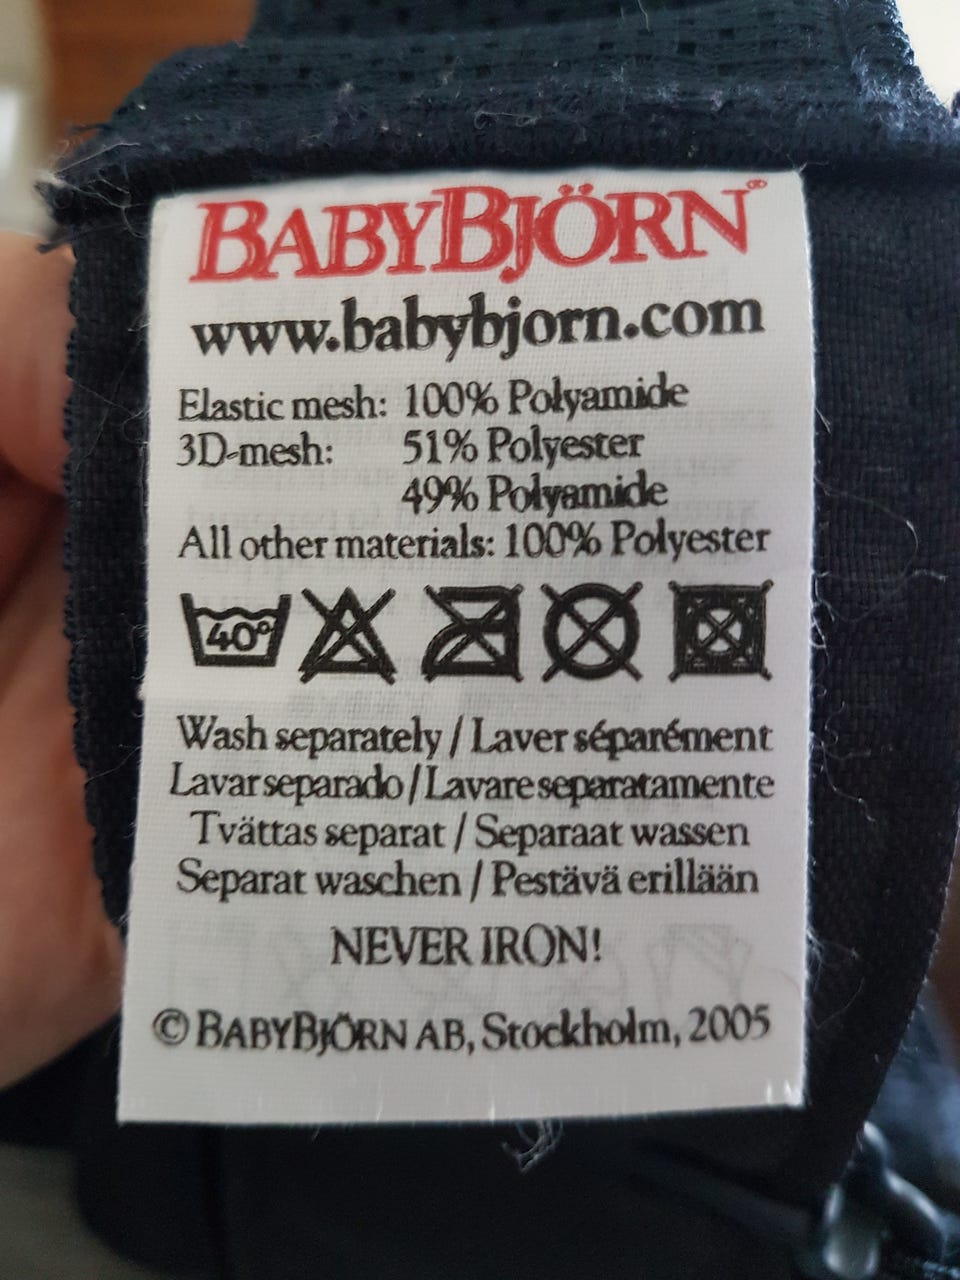 BABYBJÖRN®
www.babybjorn.com
Elastic mesh: 100% Polyamide
3D-mesh: 51% Polyester
49% Polyamide
All other materials: 100% Polyester
40°
Wash separately / Laver séparément
Lavar separado / Lavare separatamente
Tvättas separat / Separaat wassen
Separat waschen / Pestävä erillään
NEVER IRON!
© BABYBJÖRN AB, Stockholm, 2005